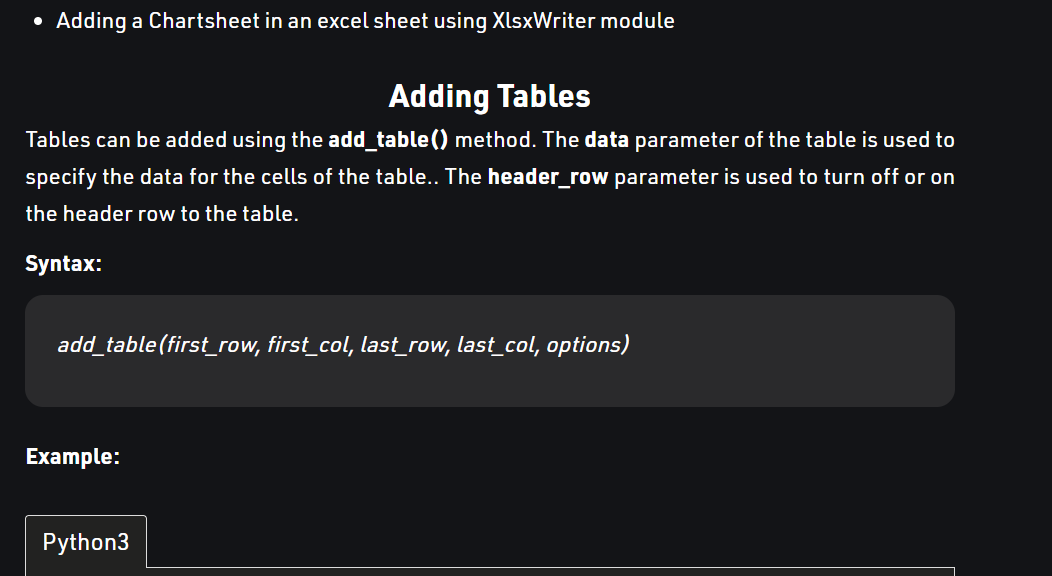 • Adding a Chartsheet in an excel sheet using XlsxWriter module
Adding Tables
Tables can be added using the add_table() method. The data parameter of the table is used to
specify the data for the cells of the table.. The header_row parameter is used to turn off or on
the header row to the table.
Syntax:
add_table(first_row, first_col, last_row, last_col, options)
Example:
Python3